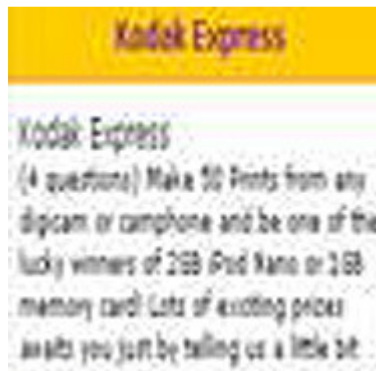 Kodak Express
Kodak Express
(4 questions) Make 50 Prints from any
digicam or camphone and be one of the
lucky winners of 2GB iPod Nano or 1GB
memory card! Lots of exciting prizes
awaits you just by telling us a little bit